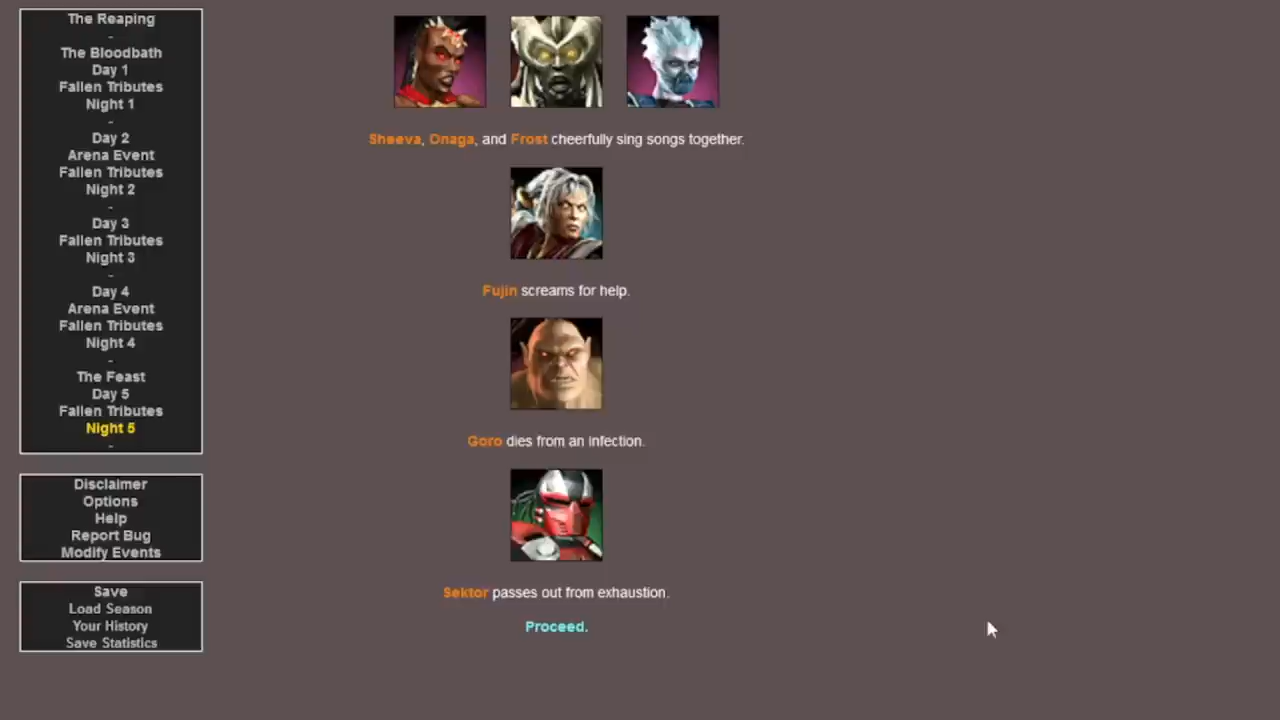 The Reaping
-
The Bloodbath
Day 1
Fallen Tributes
Night 1
-
Day 2
Arena Event
Fallen Tributes
Night 2
-
Day 3
Fallen Tributes
Night 3
-
Day 4
Arena Event
Fallen Tributes
Night 4
-
The Feast
Day 5
Fallen Tributes
Night 5
-
Disclaimer
Options
Help
Report Bug
Modify Events
Save
Load Season
Your History
Save Statistics
Sheeva, Onaga, and Frost cheerfully sing songs together.
Fujin screams for help.
Goro dies from an infection.
Sektor passes out from exhaustion.
Proceed.